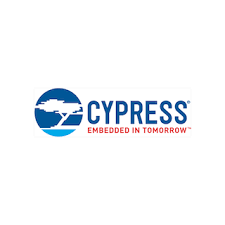 CYPRESS®
EMBEDDED IN TOMORROW™